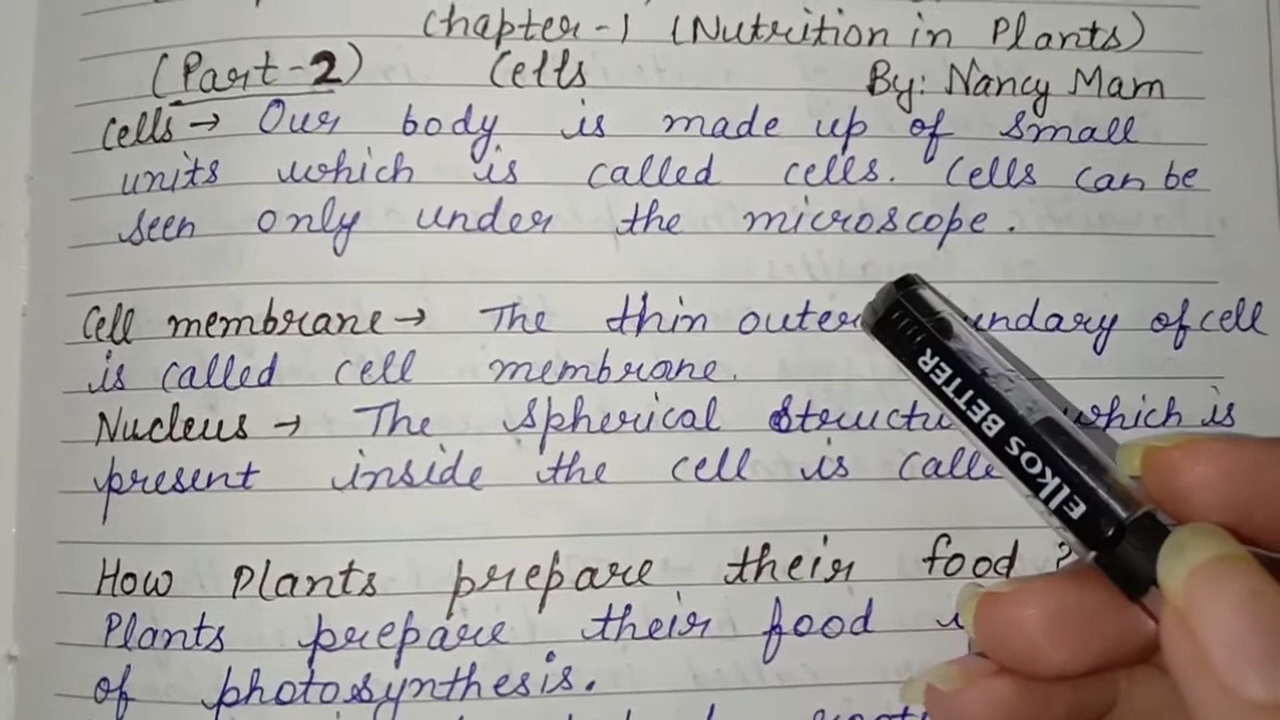 Chapter-1 (Nutrition in Plants)
(Part-2) Cells By: Nancy Mam
Cells → Our body is made up of small
units which is called cells. Cells can be
seen only under the microscope.
Cell membrane → The thin outer of cell
is called cell membrane.
Nucleus → The spherical which is
present inside the cell is
How Plants prepare their food ?
Plants prepare their food
of photosynthesis.
elkos BETTER